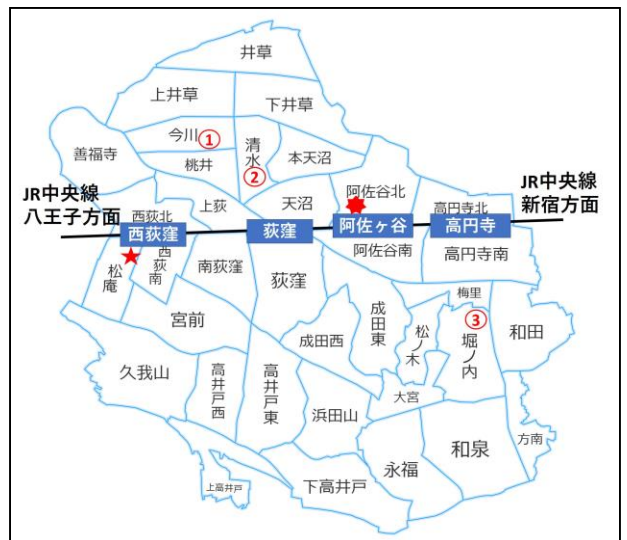 井草
上井草
下井草
今川
①
清水
②
本天沼
善福寺
桃井
阿佐谷北
JR中央線
八王子方面
JR中央線
新宿方面
西荻北
上荻
天沼
高円寺北
西荻窪
荻窪
阿佐ヶ谷
高円寺
松庵
西荻南
南荻窪
荻窪
阿佐谷南
高円寺南
宮前
成田西
成田東
松ノ木
梅里
③
堀ノ内
和田
久我山
高井戸西
高井戸東
浜田山
大宮
永福
和泉
方南
上高井戸
下高井戸